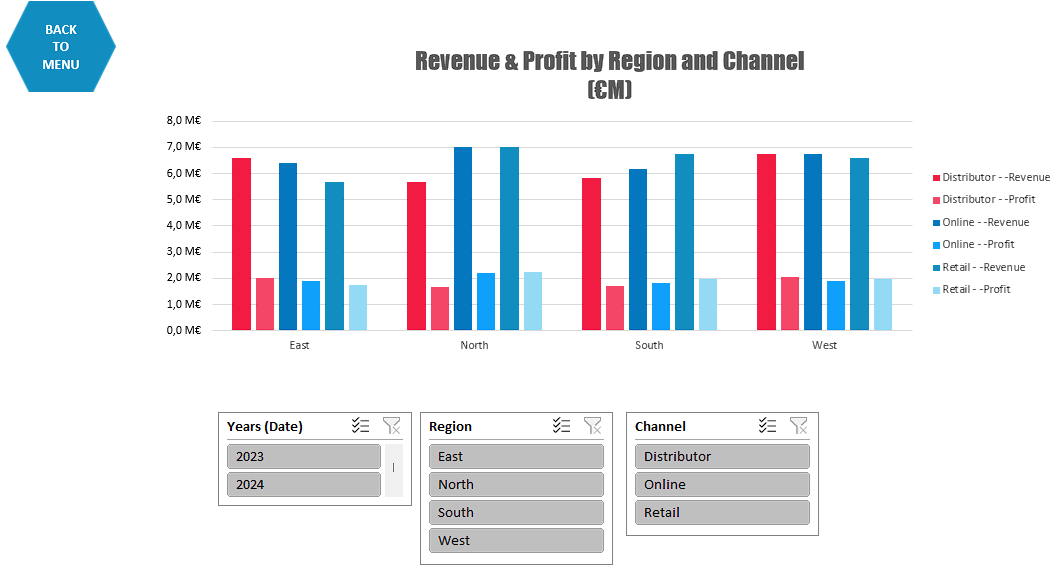 BACK
TO
MENU
Revenue & Profit by Region and Channel
(€M)
8,0 M€
7,0 M€
6,0 M€
5,0 M€
4,0 M€
3,0 M€
2,0 M€
1,0 M€
0,0 M€
East
North
South
West
Distributor - -Revenue
Distributor - -Profit
Online - -Revenue
Online - -Profit
Retail - -Revenue
Retail - -Profit
Years (Date)
2023
2024
Region
East
North
South
West
Channel
Distributor
Online
Retail